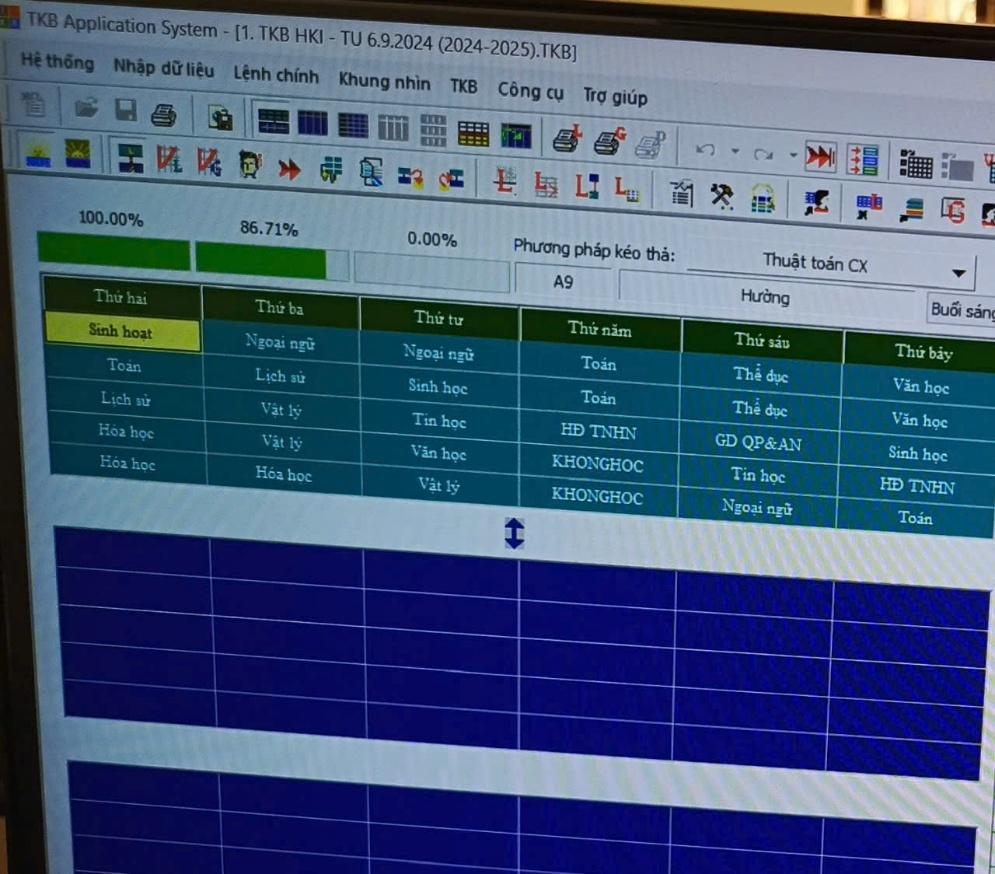 TKB Application System - [1. TKB HKI - TU 6.9.2024 (2024-2025).TKB]
Hệ thống Nhập dữ liệu Lệnh chính Khung nhìn TKB Công cụ Trợ giúp
100.00% 86.71% 0.00% Phương pháp kéo thả: Thuật toán CX
A9 Hưởng Buổi sáng
Thứ hai Thứ ba Thứ tư Thứ năm Thứ sáu Thứ bảy
Sinh hoạt Ngoại ngữ Ngoại ngữ Toán Thể dục Văn học
Toán Lịch sử Sinh học Toán Thể dục Văn học
Lịch sử Vật lý Tin học HĐ TNHN GD QP&AN Sinh học
Hóa học Vật lý Văn học KHONGHOC Tin học HĐ TNHN
Hóa học Hóa học Vật lý KHONGHOC Ngoại ngữ Toán